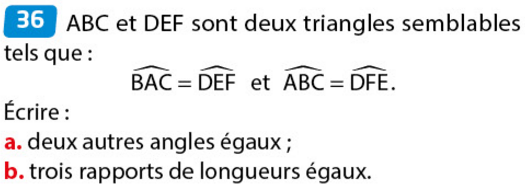 36 ABC et DEF sont deux triangles semblables
tels que :
$\widehat{BAC} = \widehat{DEF}$ et $\widehat{ABC} = \widehat{DFE}$.
Écrire :
a. deux autres angles égaux ;
b. trois rapports de longueurs égaux.